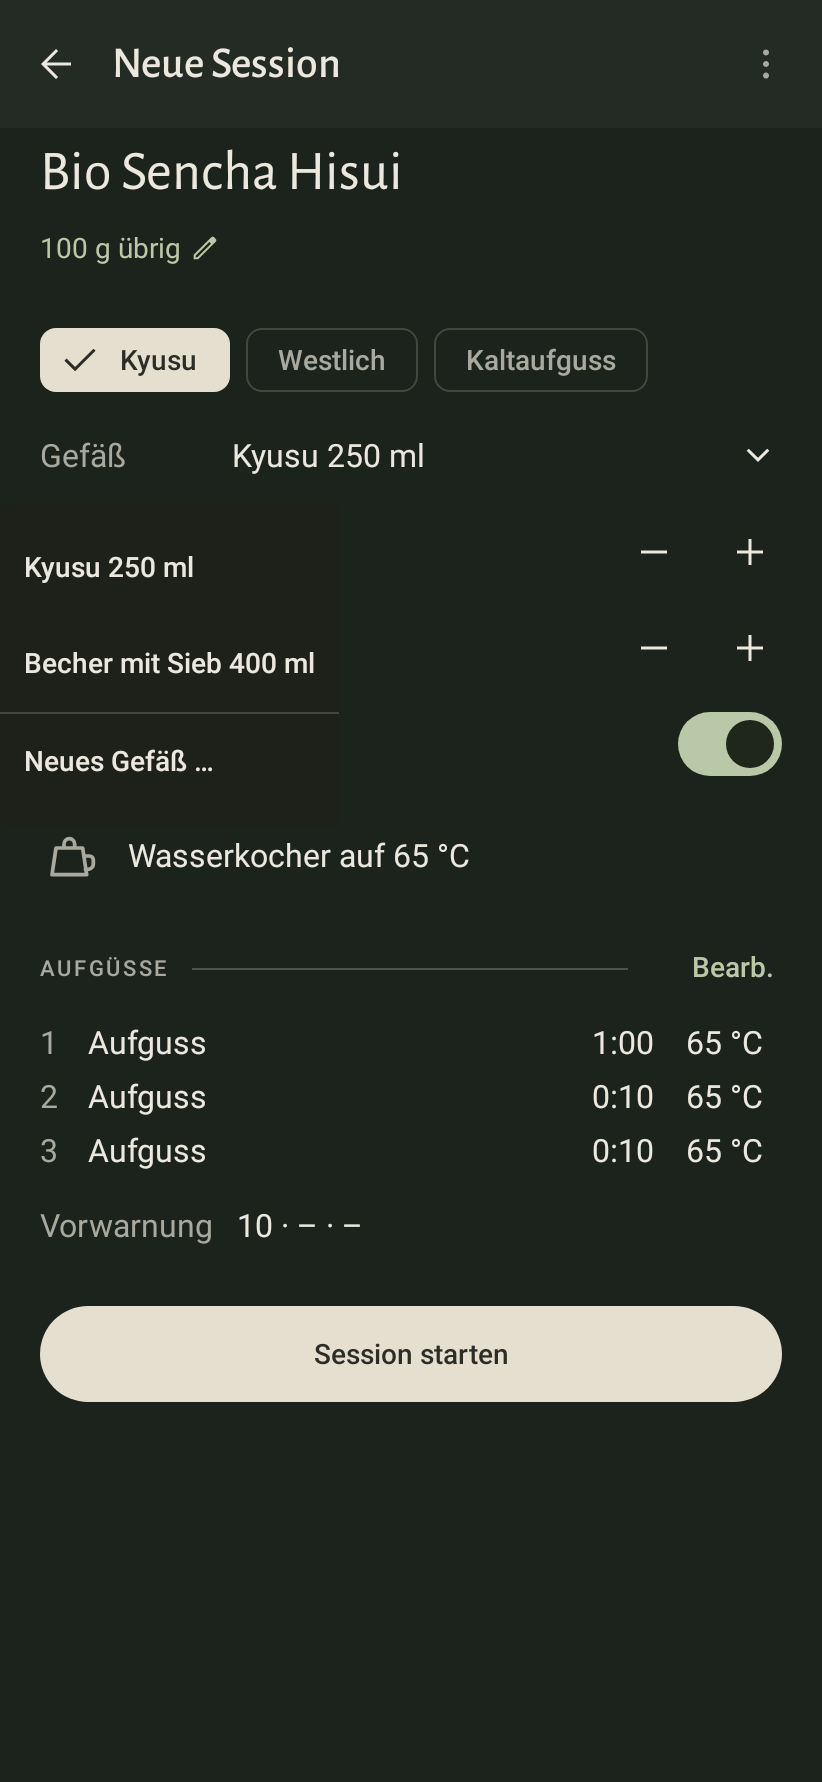 Neue Session
Bio Sencha Hisui
100 g übrig
Kyusu Westlich Kaltaufguss
Gefäß Kyusu 250 ml
Kyusu 250 ml
Becher mit Sieb 400 ml
Neues Gefäß …
Wasserkocher auf 65 °C
AUFGÜSSE Bearb.
1 Aufguss 1:00 65 °C
2 Aufguss 0:10 65 °C
3 Aufguss 0:10 65 °C
Vorwarnung 10 · – · –
Session starten